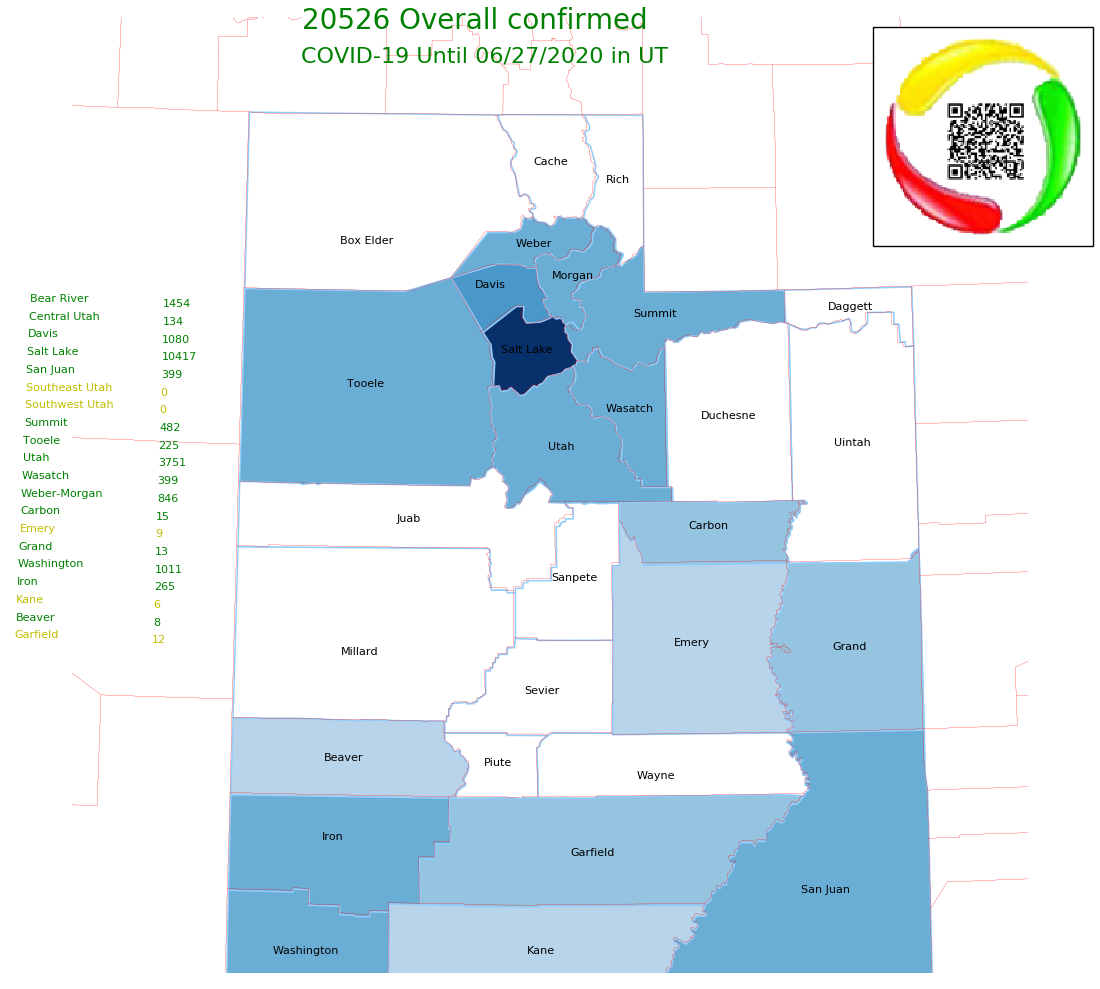 20526 Overall confirmed
COVID-19 Until 06/27/2020 in UT
Cache
Rich
Box Elder
Weber
Morgan
Davis
Summit
Daggett
Salt Lake
Tooele
Wasatch
Duchesne
Utah
Uintah
Juab
Carbon
Sanpete
Emery
Grand
Millard
Sevier
Beaver
Piute
Wayne
Iron
Garfield
San Juan
Washington
Kane
Bear River 1454
Central Utah 134
Davis 1080
Salt Lake 10417
San Juan 399
Southeast Utah 0
Southwest Utah 0
Summit 482
Tooele 225
Utah 3751
Wasatch 399
Weber-Morgan 846
Carbon 15
Emery 9
Grand 13
Washington 1011
Iron 265
Kane 6
Beaver 8
Garfield 12